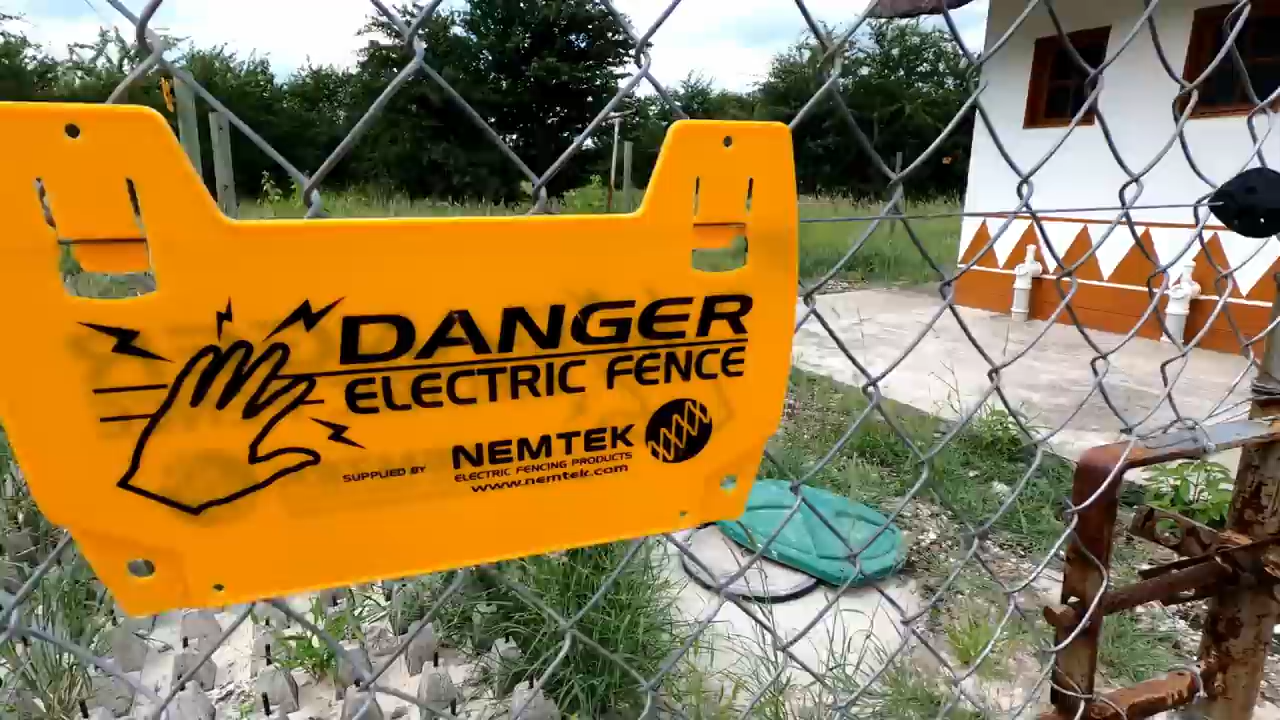 DANGER
ELECTRIC FENCE
SUPPLIED BY NEMTEK
ELECTRIC FENCING PRODUCTS
www.nemtek.com